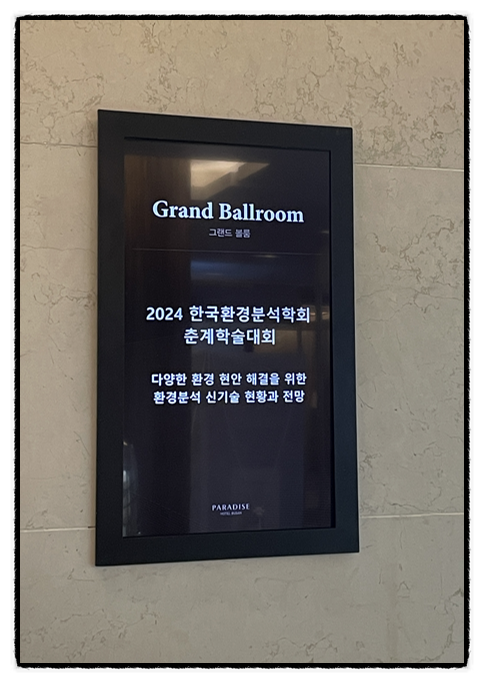 Grand Ballroom
그랜드 볼룸
2024 한국환경분석학회
춘계학술대회
다양한 환경 현안 해결을 위한
환경분석 신기술 현황과 전망
PARADISE
HOTEL BUSAN